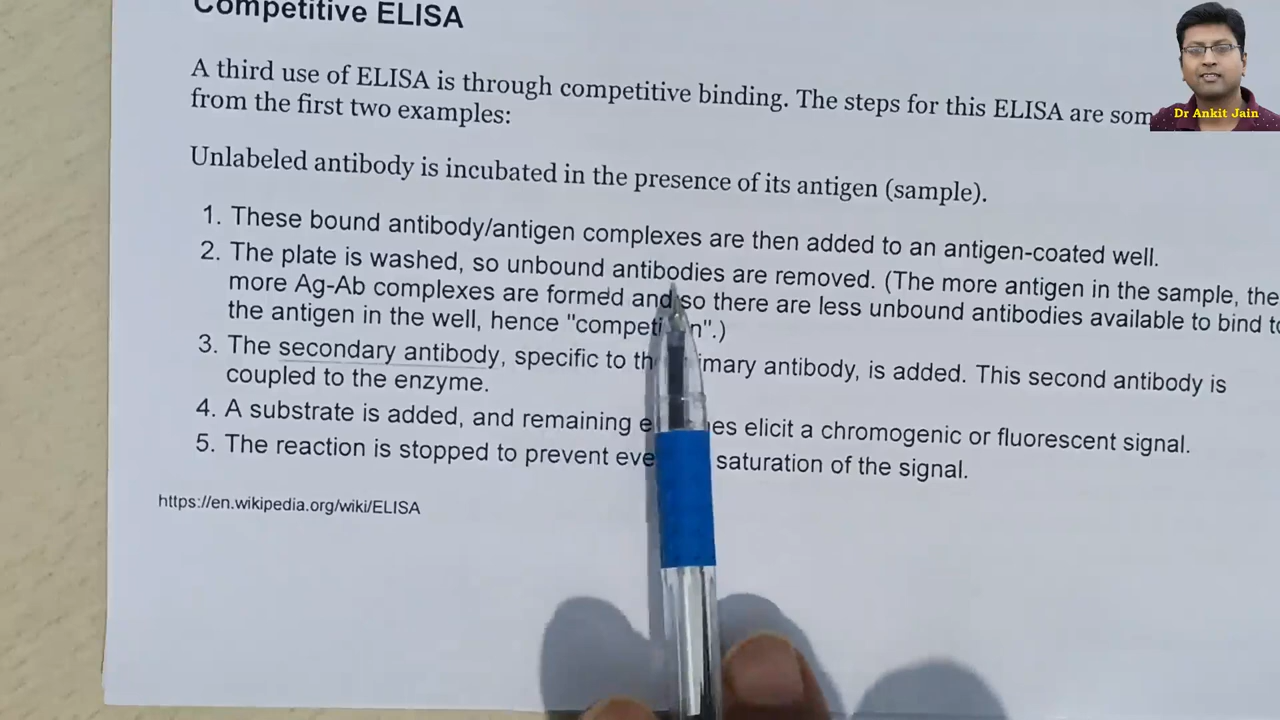 Competitive ELISA
A third use of ELISA is through competitive binding. The steps for this ELISA are
from the first two examples:
Unlabeled antibody is incubated in the presence of its antigen (sample).
1. These bound antibody/antigen complexes are then added to an antigen-coated well.
2. The plate is washed, so unbound antibodies are removed. (The more antigen in the sample, the
more Ag-Ab complexes are formed and so there are less unbound antibodies available to bind to
the antigen in the well, hence
3. The secondary antibody, specific to antibody, is added. This second antibody is
coupled to the enzyme.
4. A substrate is added, and remaining elicit a chromogenic or fluorescent signal.
5. The reaction is stopped to prevent saturation of the signal.
https://en.wikipedia.org/wiki/ELISA
Dr Ankit Jain